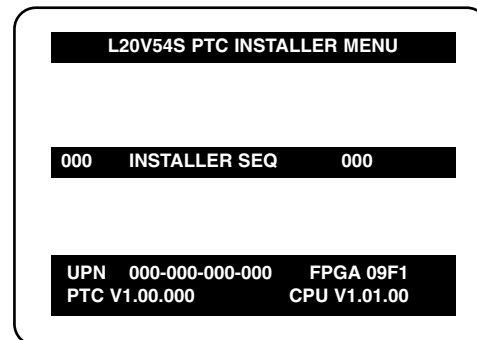 L20V54S PTC INSTALLER MENU
000 INSTALLER SEQ 000
UPN 000-000-000-000 FPGA 09F1
PTC V1.00.000 CPU V1.01.00